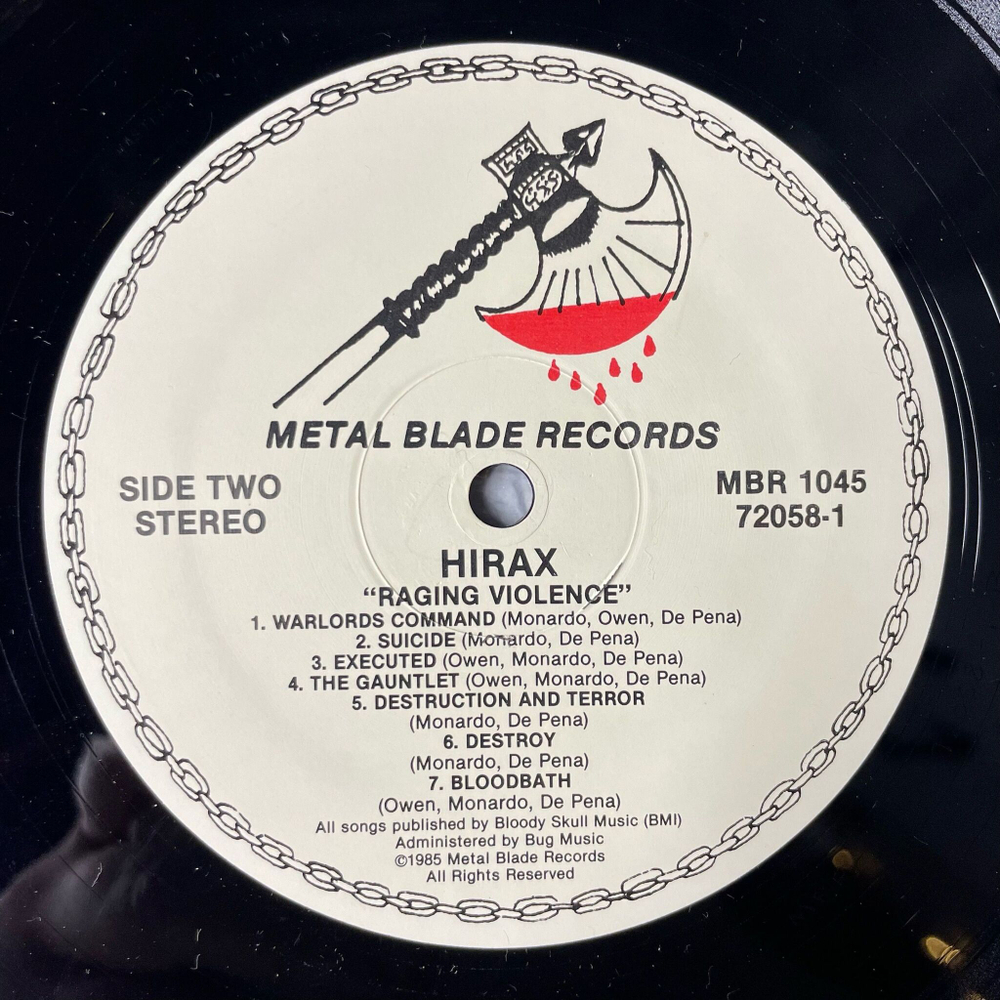 METAL BLADE RECORDS
SIDE TWO
STEREO
MBR 1045
72058-1
HIRAX
“RAGING VIOLENCE”
1. WARLORDS COMMAND (Monardo, Owen, De Pena)
2. SUICIDE (Monardo, De Pena)
3. EXECUTED (Owen, Monardo, De Pena)
4. THE GAUNTLET (Owen, Monardo, De Pena)
5. DESTRUCTION AND TERROR
(Monardo, De Pena)
6. DESTROY
(Monardo, De Pena)
7. BLOODBATH
(Owen, Monardo, De Pena)
All songs published by Bloody Skull Music (BMI)
Administered by Bug Music
©1985 Metal Blade Records
All Rights Reserved